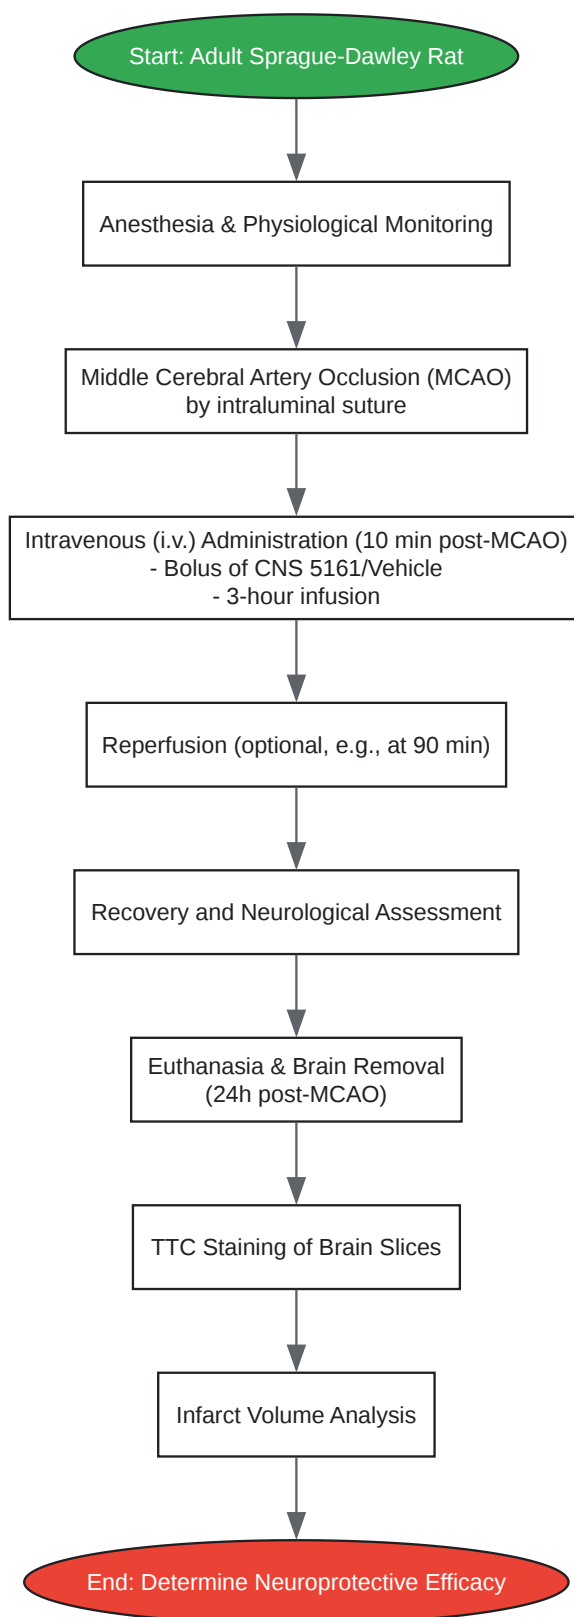 Start: Adult Sprague-Dawley Rat
Anesthesia & Physiological Monitoring
Middle Cerebral Artery Occlusion (MCAO)
by intraluminal suture
Intravenous (i.v.) Administration (10 min post-MCAO)
- Bolus of CNS 5161/Vehicle
- 3-hour infusion
Reperfusion (optional, e.g., at 90 min)
Recovery and Neurological Assessment
Euthanasia & Brain Removal
(24h post-MCAO)
TTC Staining of Brain Slices
Infarct Volume Analysis
End: Determine Neuroprotective Efficacy